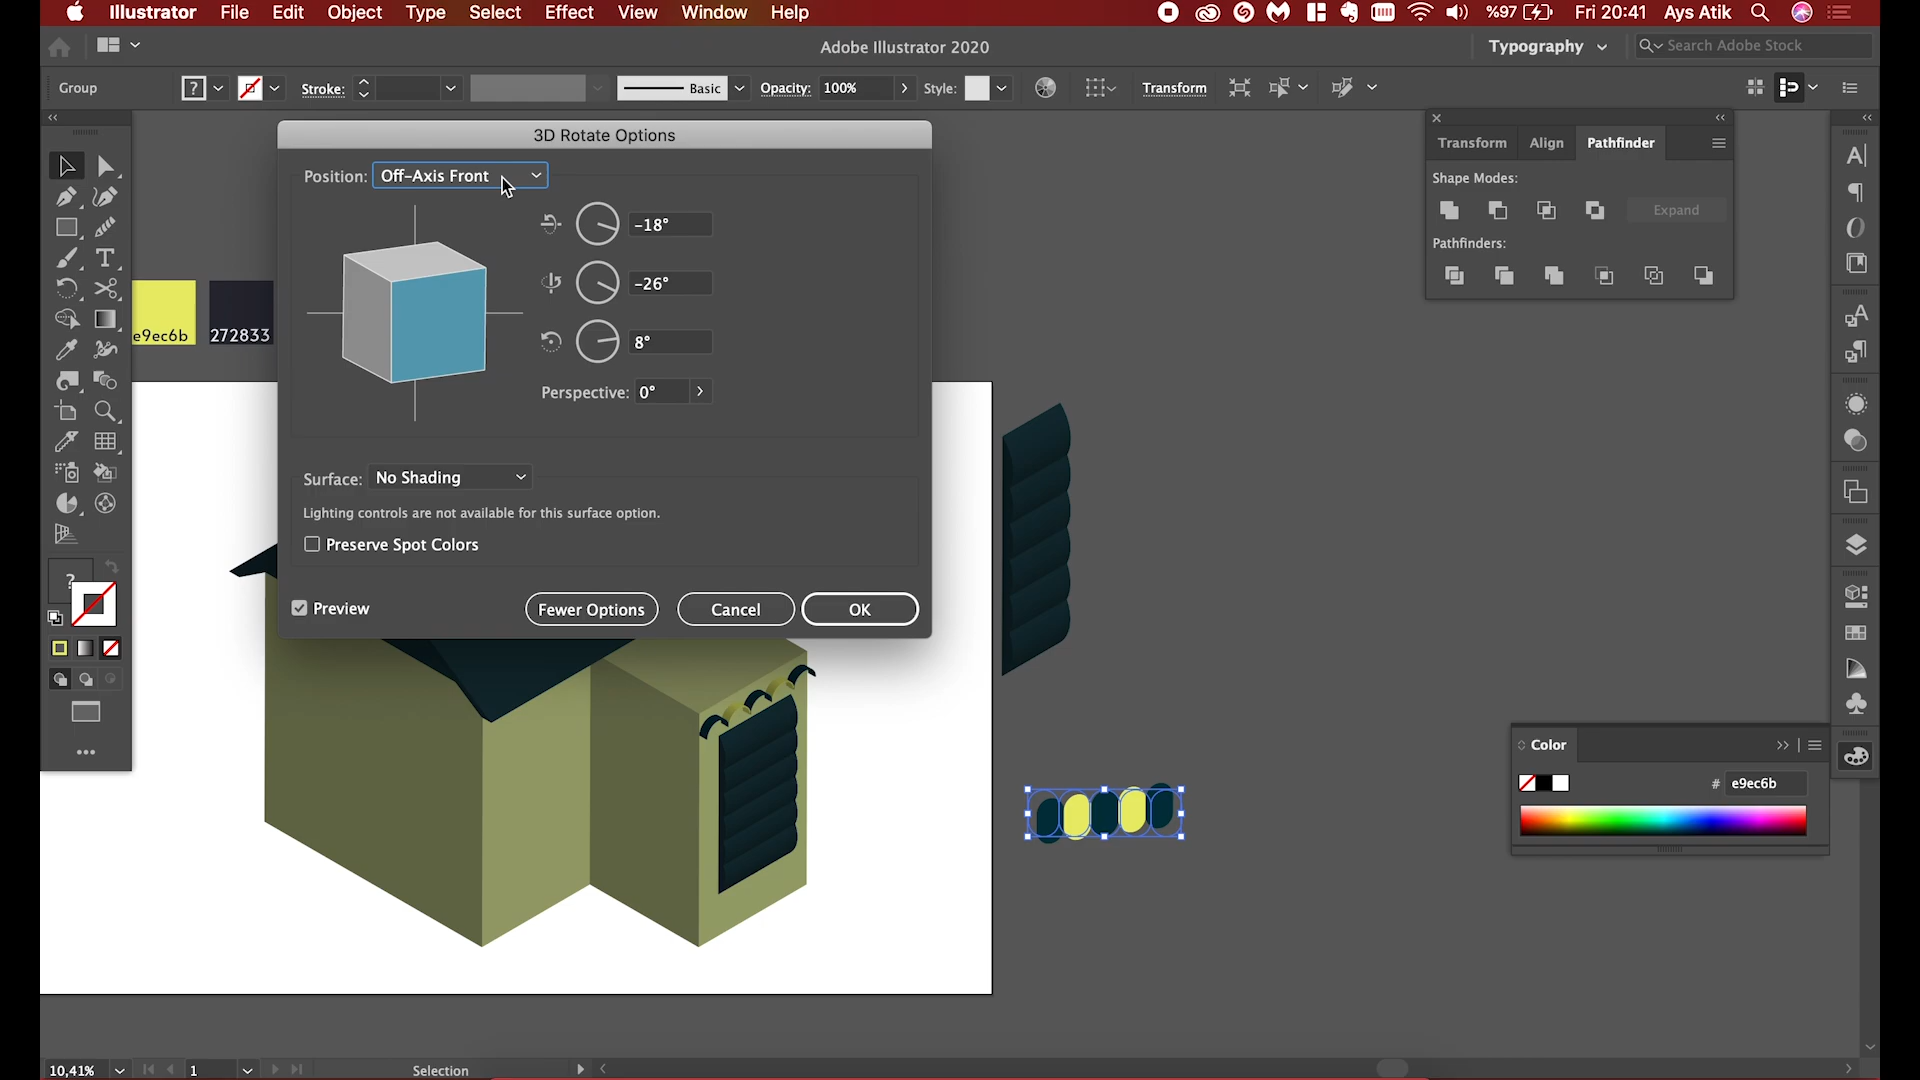 Illustrator File Edit Object Type Select Effect View Window Help %97 Fri 20:41 Ays Atik
Adobe Illustrator 2020 Typography Search Adobe Stock
Group ? Stroke: Basic Opacity: 100% Style: Transform
3D Rotate Options
Position: Off-Axis Front
-18°
-26°
8°
Perspective: 0°
Surface: No Shading
Lighting controls are not available for this surface option.
Preserve Spot Colors
Preview Fewer Options Cancel OK
Transform Align Pathfinder
Shape Modes:
Expand
Pathfinders:
e9ec6b 272833
?
Color
# e9ec6b
10,41% 1 Selection